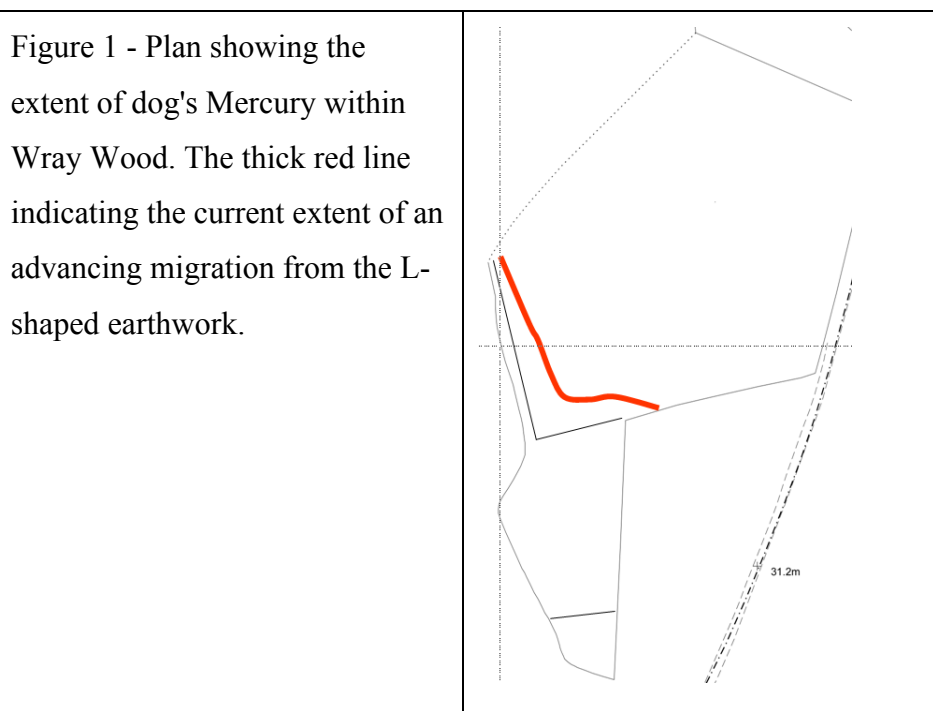 Figure 1 - Plan showing the
extent of dog's Mercury within
Wray Wood. The thick red line
indicating the current extent of an
advancing migration from the L-
shaped earthwork.
31.2m